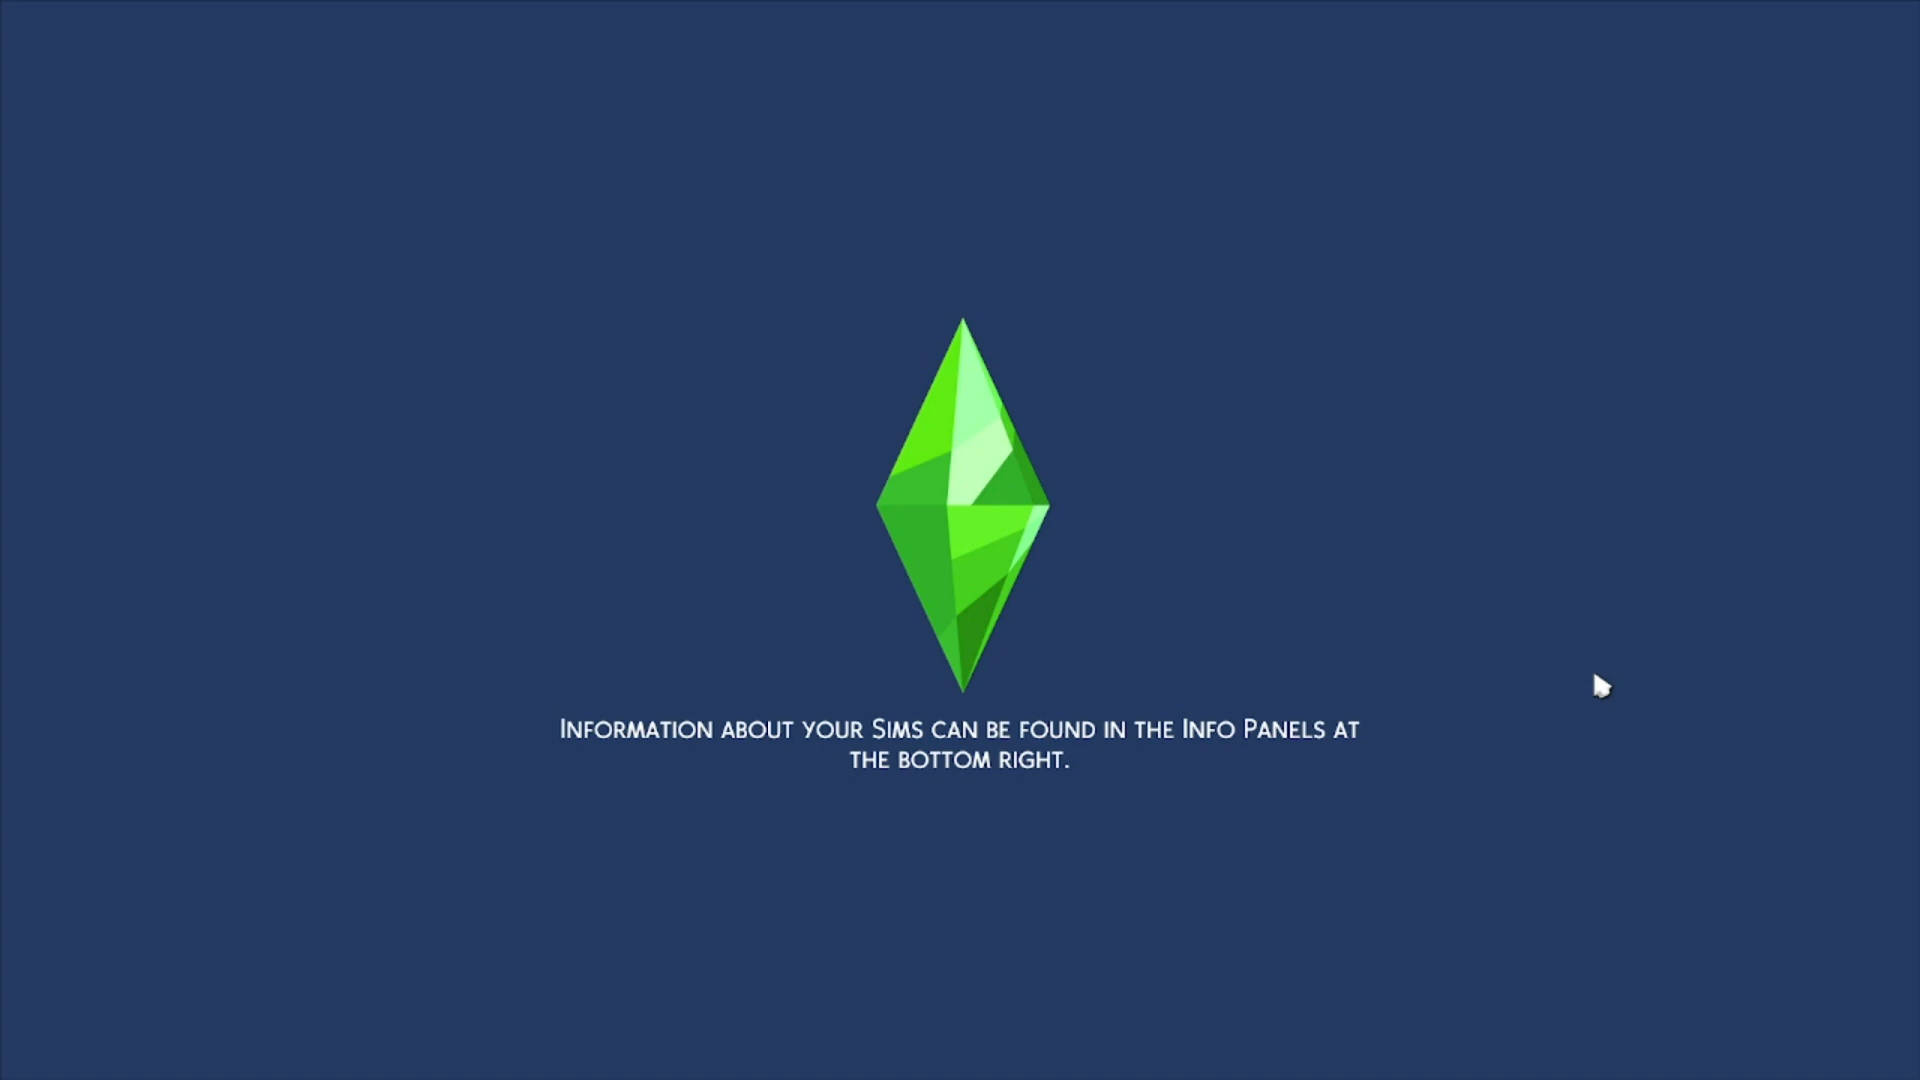 Information about your Sims can be found in the Info Panels at
the bottom right.